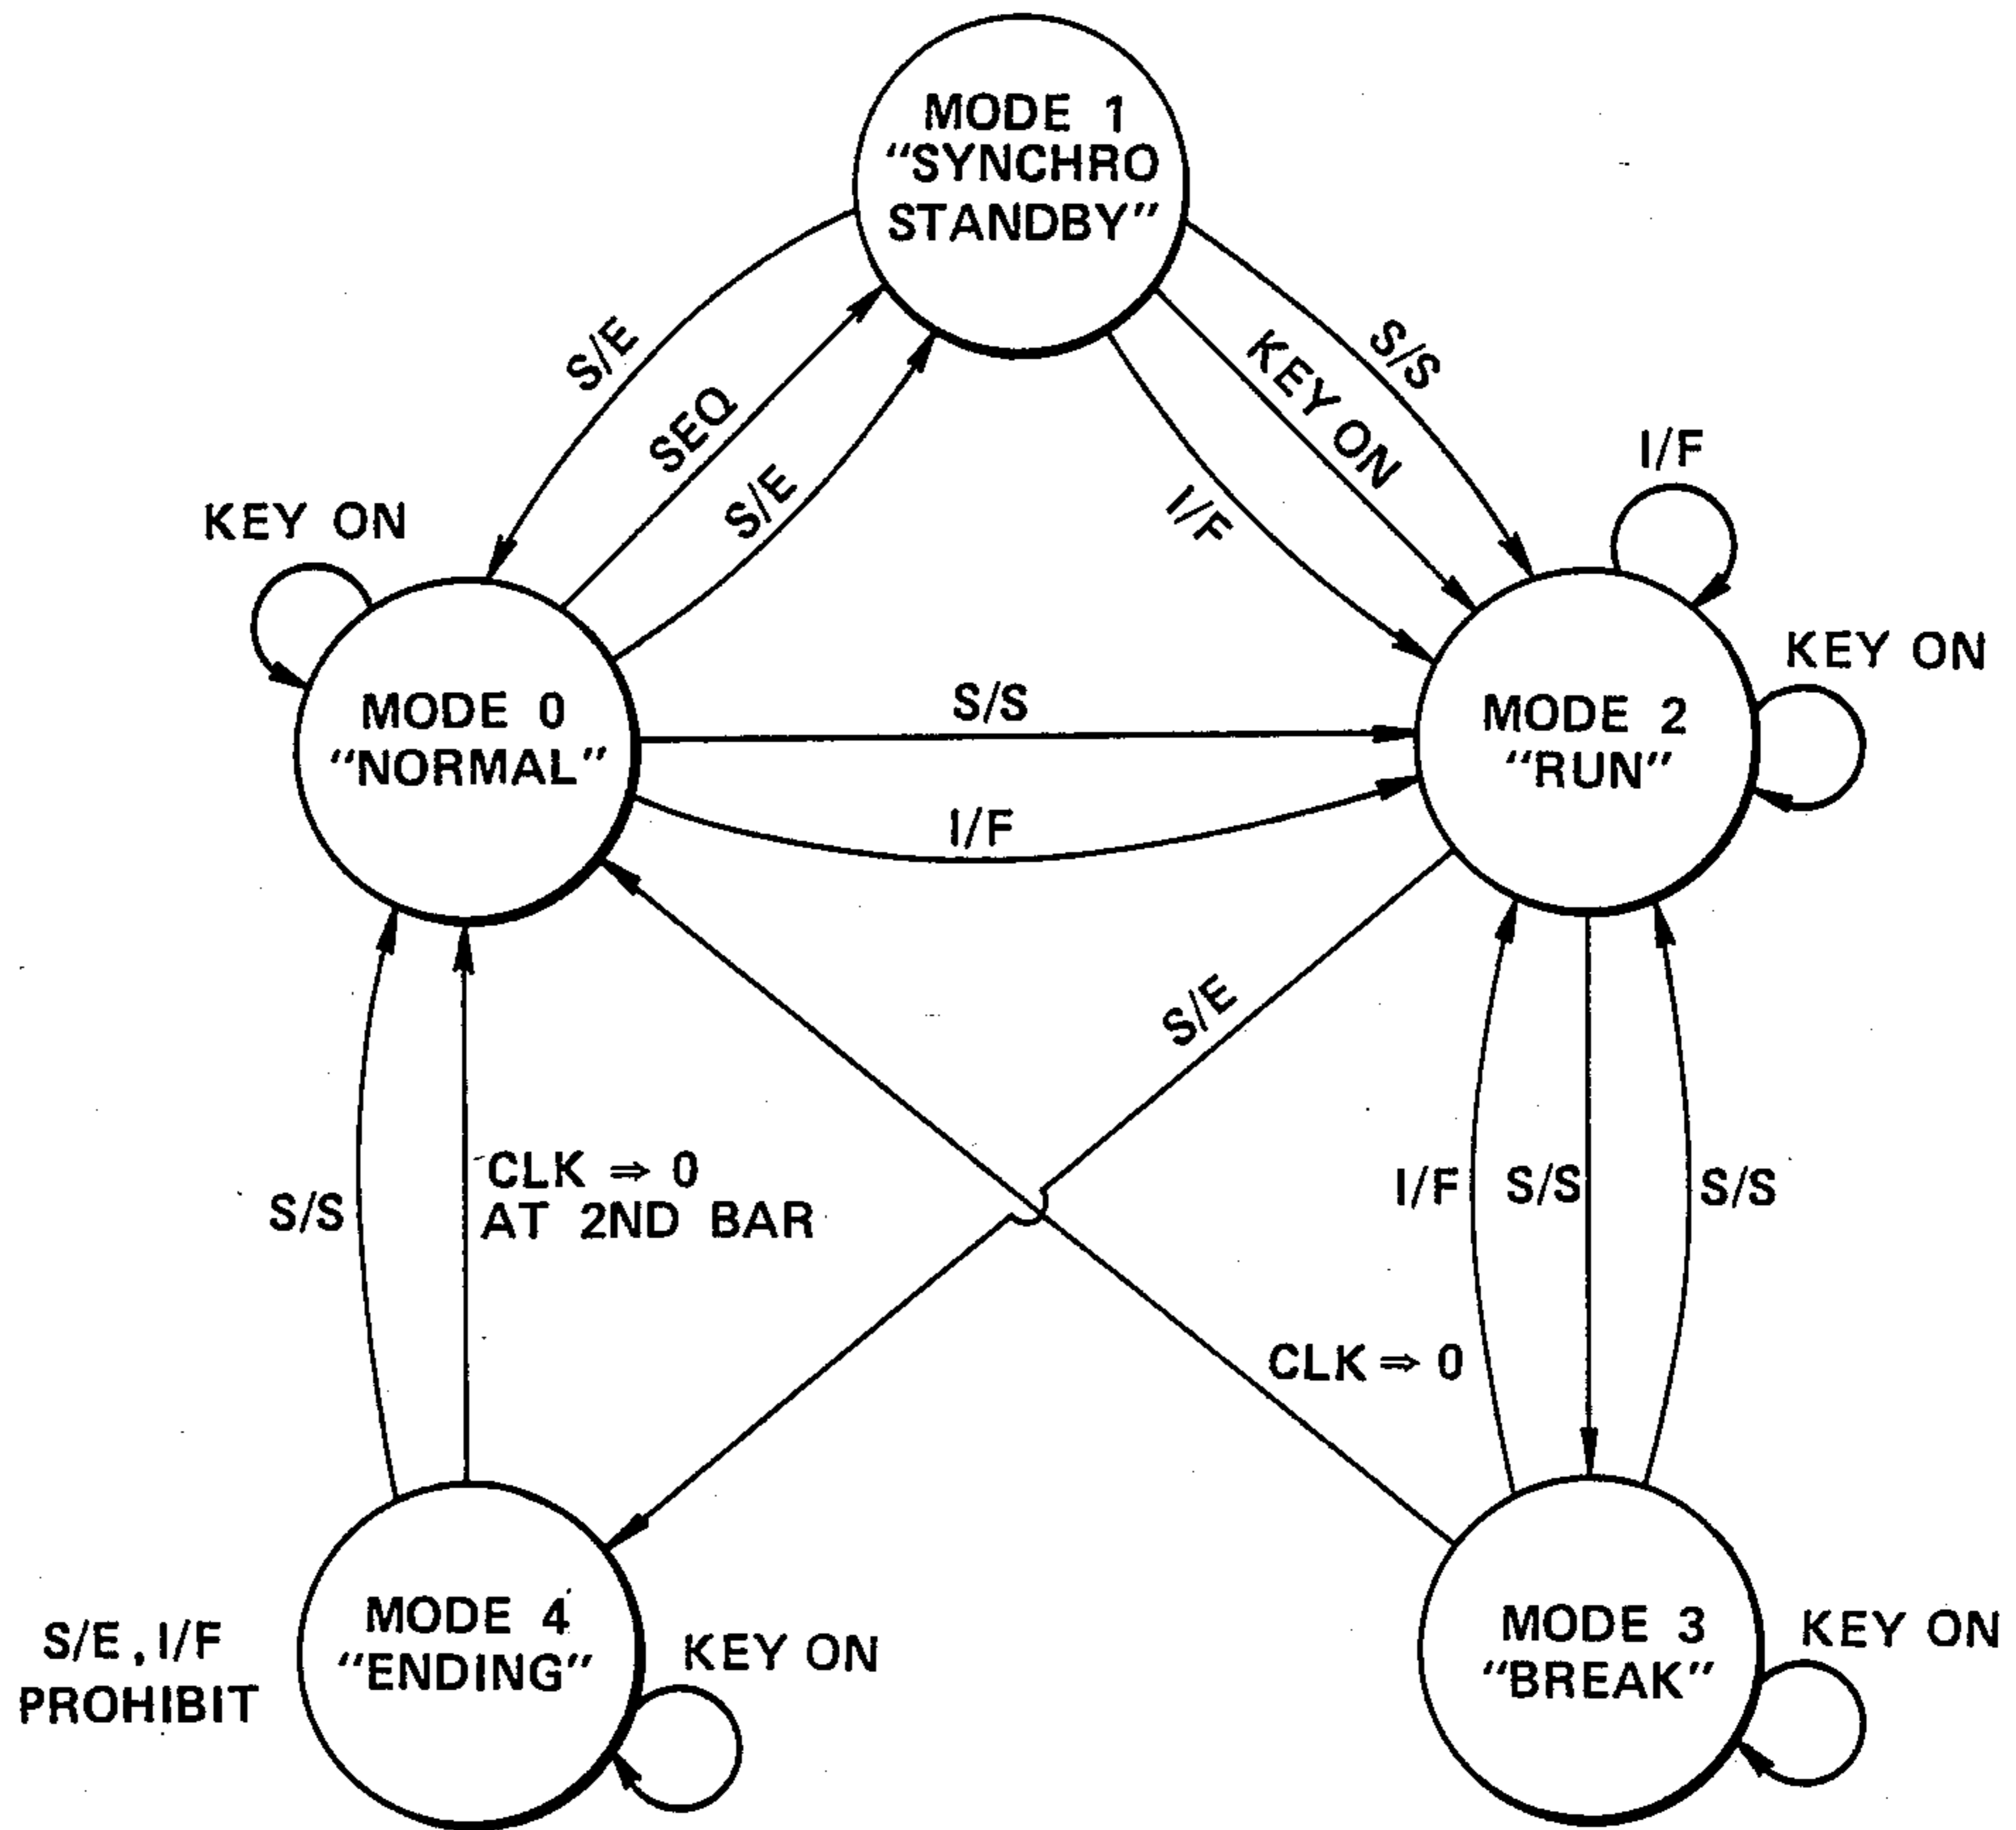 MODE 1
“SYNCHRO
STANDBY”
S/E
SEQ
S/E
S/S
KEY ON
I/F
I/F
KEY ON
KEY ON
MODE 0
“NORMAL”
S/S
I/F
MODE 2
“RUN”
S/E
S/S
CLK ⇒ 0
AT 2ND BAR
I/F
S/S
S/S
CLK ⇒ 0
MODE 4
“ENDING”
S/E, I/F
PROHIBIT
KEY ON
MODE 3
“BREAK”
KEY ON